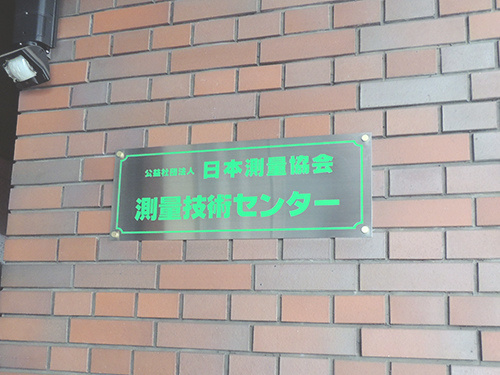 公益社団法人 日本測量協会
測量技術センター